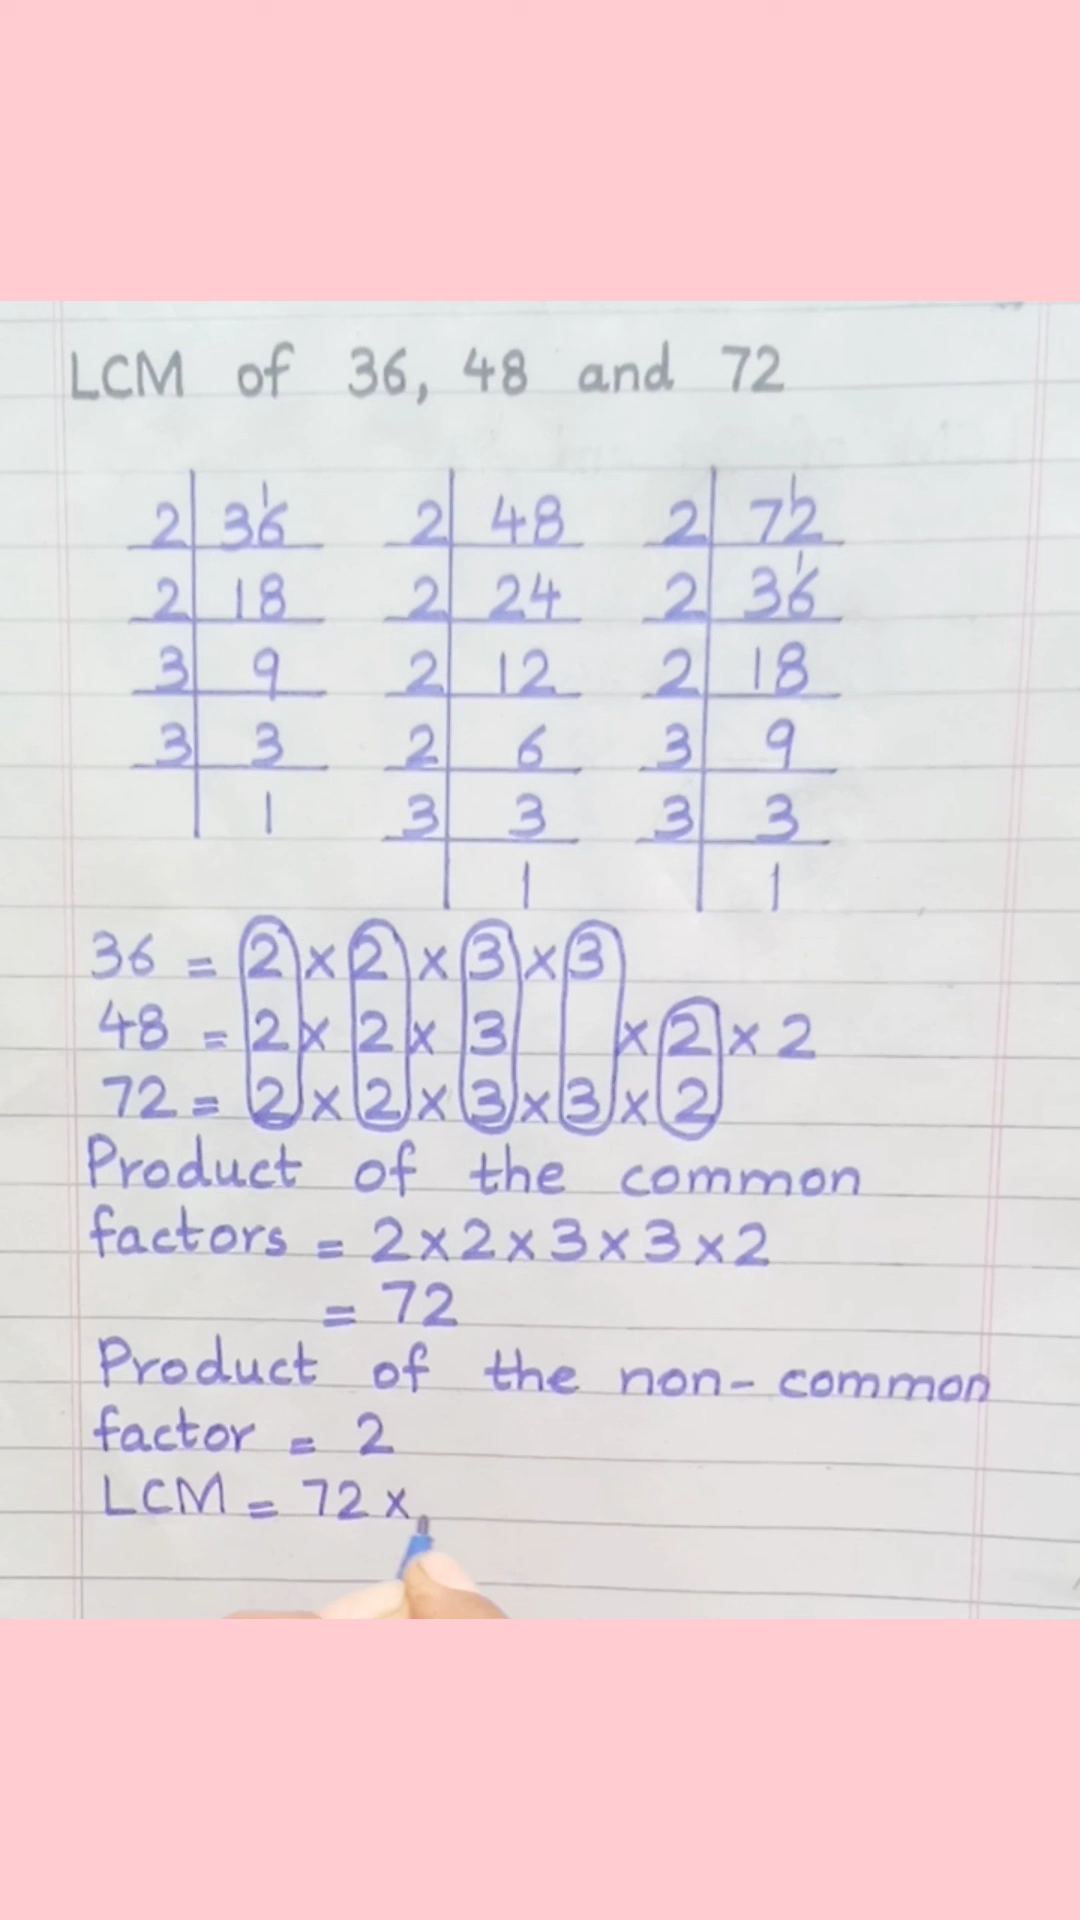 LCM of 36, 48 and 72
2 36 1 2 48 2 72 1
2 18 2 24 2 36 1
3 9 2 12 2 18
3 3 2 6 3 9
1 3 3 3 3
1 1
36 = 2 × 2 × 3 × 3
48 = 2 × 2 × 3 × 2 × 2
72 = 2 × 2 × 3 × 3 × 2
Product of the common
factors = 2 × 2 × 3 × 3 × 2
= 72
Product of the non-common
factor = 2
LCM = 72 ×